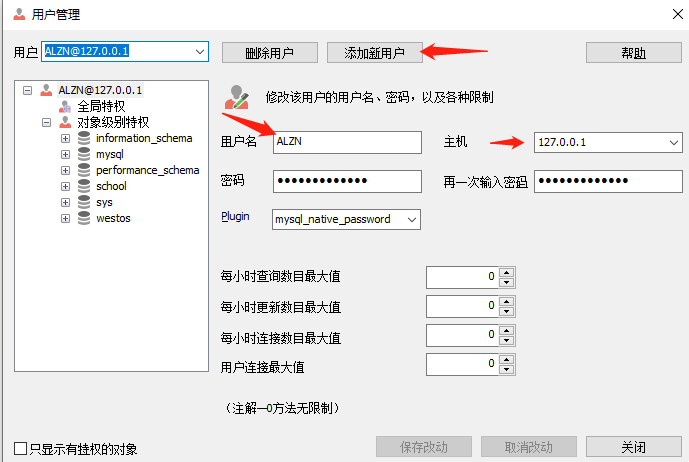 用户管理
用户 ALZN@127.0.0.1 删除用户 添加新用户 帮助
ALZN@127.0.0.1
全局特权
对象级别特权
information_schema
mysql
performance_schema
school
sys
westos
修改该用户的用户名、密码，以及各种限制
用户名 ALZN 主机 127.0.0.1
密码 ●●●●●●●●●●●●● 再一次输入密码 ●●●●●●●●●●●●●
Plugin mysql_native_password
每小时查询数目最大值 0
每小时更新数目最大值 0
每小时连接数目最大值 0
用户连接最大值 0
（注解一0方法无限制）
只显示有特权的对象 保存改动 取消改动 关闭